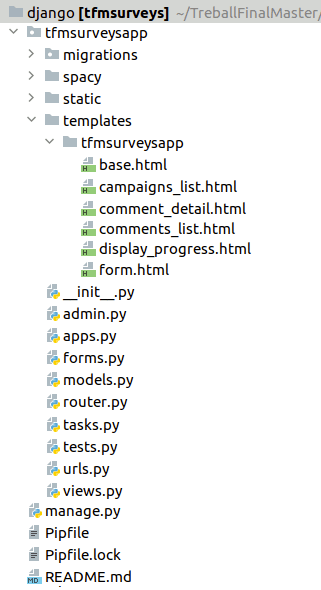 django [tfmsurveys] ~/TreballFinalMaster/
tfmsurveysapp
migrations
spacy
static
templates
tfmsurveysapp
base.html
campaigns_list.html
comment_detail.html
comments_list.html
display_progress.html
form.html
__init__.py
admin.py
apps.py
forms.py
models.py
router.py
tasks.py
tests.py
urls.py
views.py
manage.py
Pipfile
Pipfile.lock
README.md